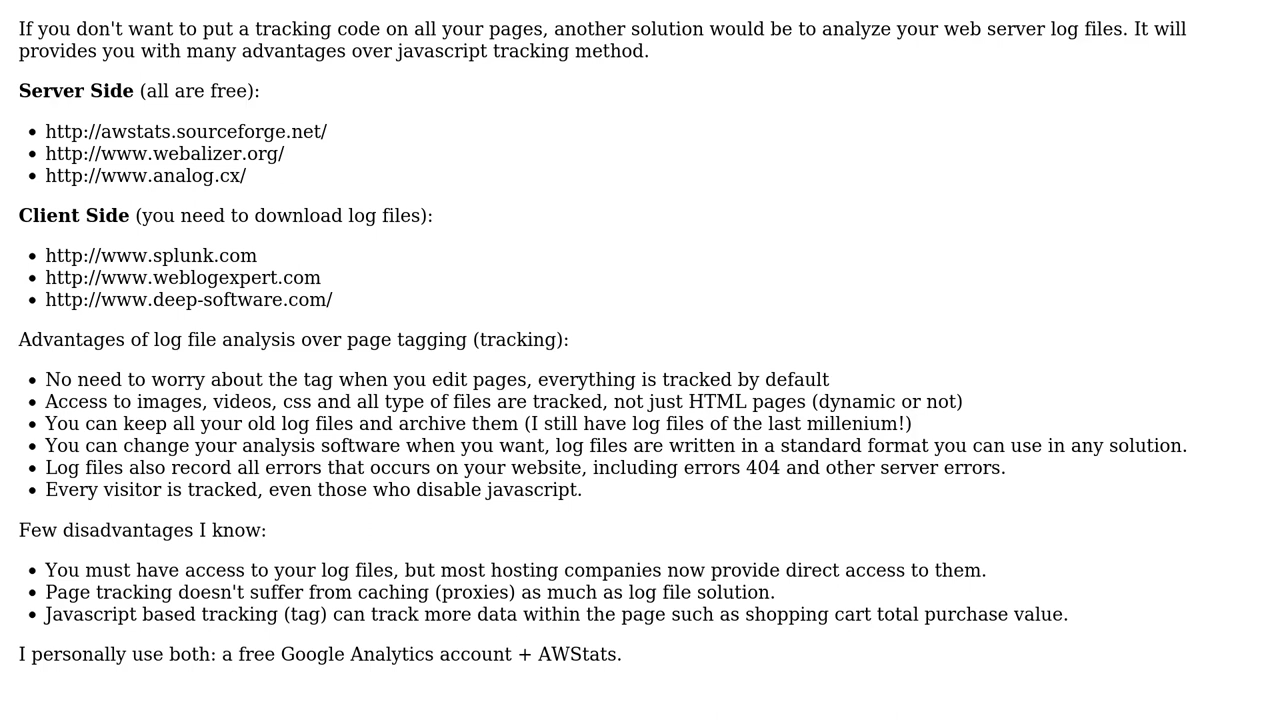 If you don't want to put a tracking code on all your pages, another solution would be to analyze your web server log files. It will
provides you with many advantages over javascript tracking method.
Server Side (all are free):
• http://awstats.sourceforge.net/
• http://www.webalizer.org/
• http://www.analog.cx/
Client Side (you need to download log files):
• http://www.splunk.com
• http://www.weblogexpert.com
• http://www.deep-software.com/
Advantages of log file analysis over page tagging (tracking):
• No need to worry about the tag when you edit pages, everything is tracked by default
• Access to images, videos, css and all type of files are tracked, not just HTML pages (dynamic or not)
• You can keep all your old log files and archive them (I still have log files of the last millenium!)
• You can change your analysis software when you want, log files are written in a standard format you can use in any solution.
• Log files also record all errors that occurs on your website, including errors 404 and other server errors.
• Every visitor is tracked, even those who disable javascript.
Few disadvantages I know:
• You must have access to your log files, but most hosting companies now provide direct access to them.
• Page tracking doesn't suffer from caching (proxies) as much as log file solution.
• Javascript based tracking (tag) can track more data within the page such as shopping cart total purchase value.
I personally use both: a free Google Analytics account + AWStats.